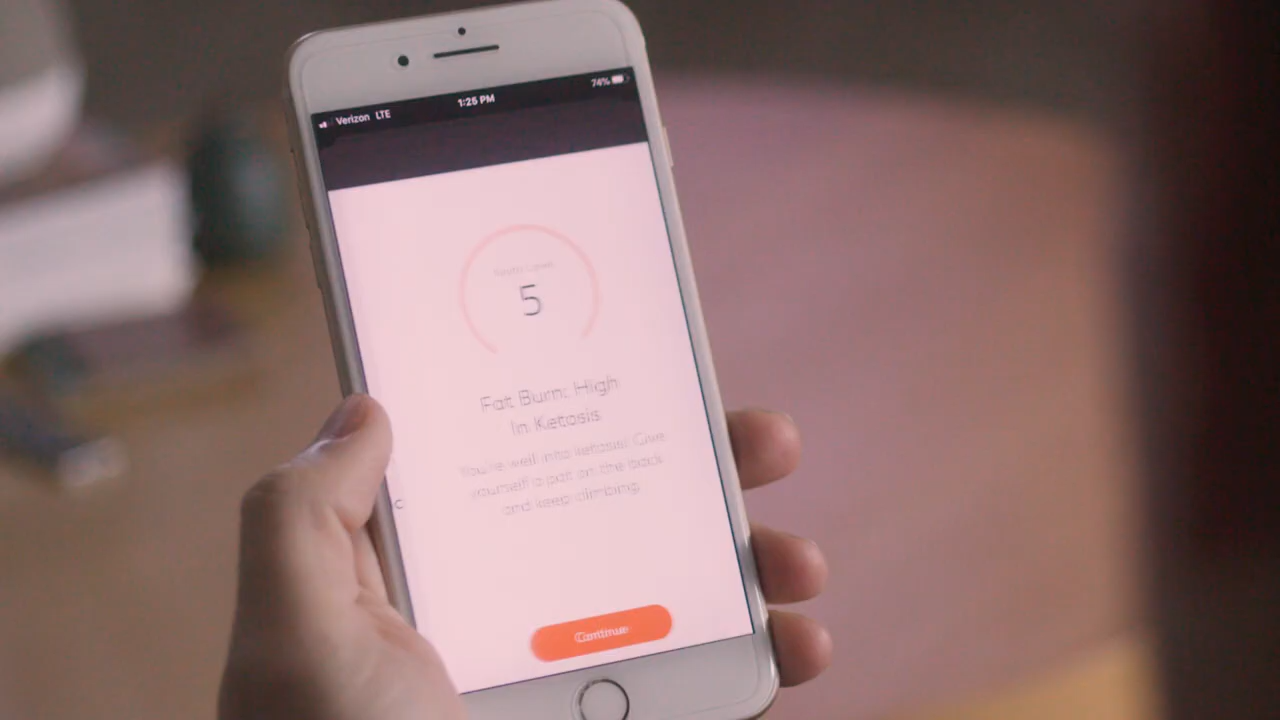 Verizon LTE 1:25 PM 74%
5
Fat Burn: High
In Ketosis
You're well into ketosis! Give
yourself a pat on the back
and keep climbing.
Continue